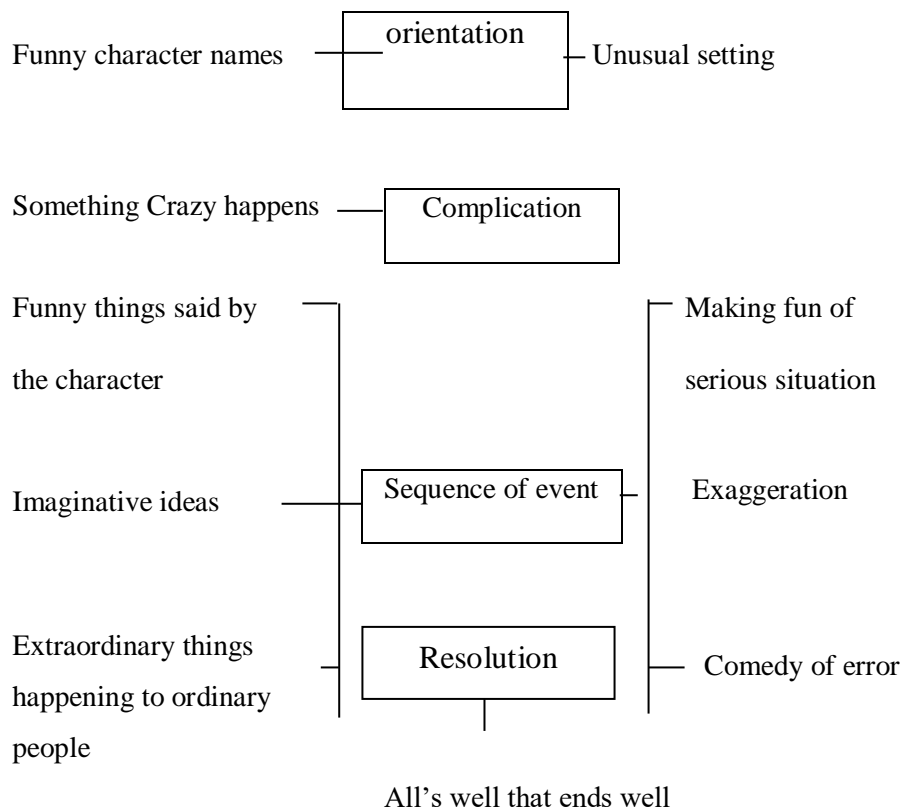 orientation
Funny character names
Unusual setting
Something Crazy happens
Complication
Funny things said by
the character
Making fun of
serious situation
Imaginative ideas
Sequence of event
Exaggeration
Extraordinary things
happening to ordinary
people
Resolution
Comedy of error
All's well that ends well